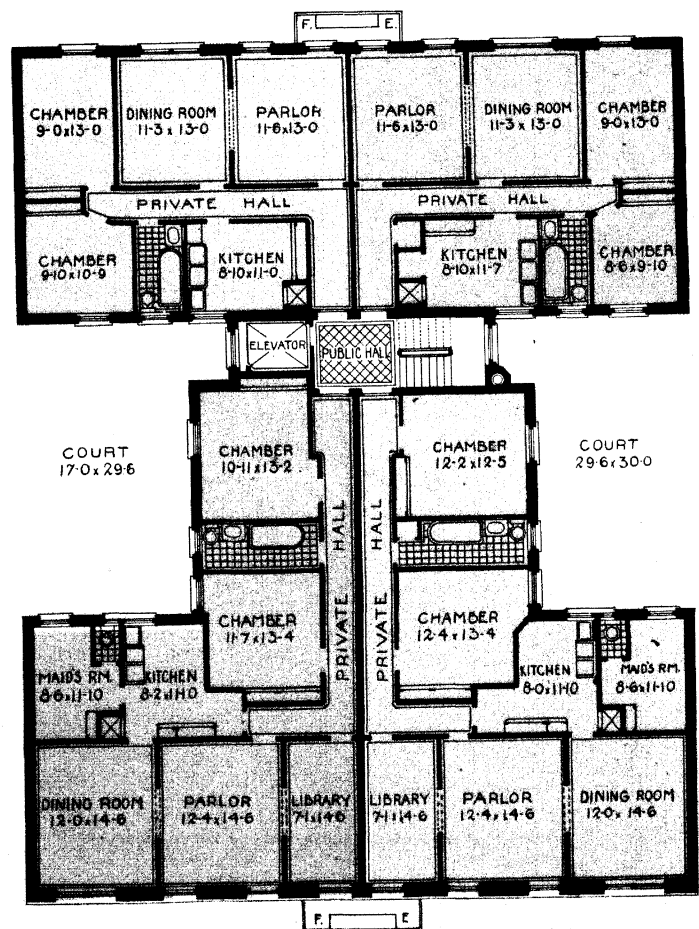 F. E.
CHAMBER
9-0x13-0
DINING ROOM
11-3 x 13-0
PARLOR
11-6x13-0
PARLOR
11-6x13-0
DINING ROOM
11-3 x 13-0
CHAMBER
9-0x13-0
PRIVATE HALL
PRIVATE HALL
CHAMBER
9-10x10-9
KITCHEN
8-10x11-0
KITCHEN
8-10x11-7
CHAMBER
8-6x9-10
ELEVATOR
PUBLIC HALL
COURT
17-0x29-6
CHAMBER
10-11x13-2
CHAMBER
12-2x12-5
COURT
29-6x30-0
PRIVATE HALL
PRIVATE HALL
CHAMBER
11-7x13-4
CHAMBER
12-4x13-4
MAID'S RM.
8-6x11-10
KITCHEN
8-2x11-0
KITCHEN
8-0x11-0
MAID'S RM.
8-6x11-10
DINING ROOM
12-0x14-6
PARLOR
12-4x14-6
LIBRARY
7-1x14-6
LIBRARY
7-1x14-6
PARLOR
12-4x14-6
DINING ROOM
12-0x14-6
F. E